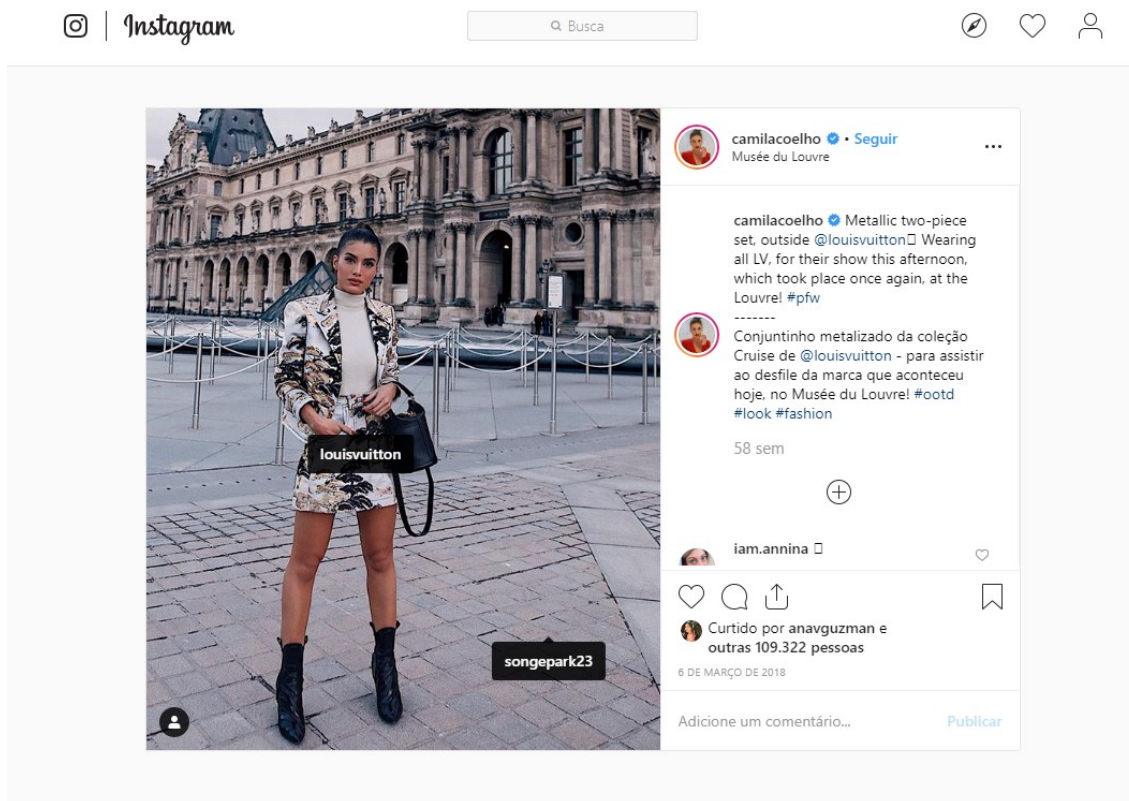 Instagram
Busca
camilacoelho • Seguir
Musée du Louvre
camilacoelho Metallic two-piece
set, outside @louisvuitton▯ Wearing
all LV, for their show this afternoon,
which took place once again, at the
Louvre! #pfw
-------
Conjuntinho metalizado da coleção
Cruise de @louisvuitton - para assistir
ao desfile da marca que aconteceu
hoje, no Musée du Louvre! #ootd
#look #fashion
58 sem
louisvuitton
iam.annina ▯
Curtido por anavguzman e
outras 109.322 pessoas
songepark23
6 DE MARÇO DE 2018
Adicione um comentário...
Publicar